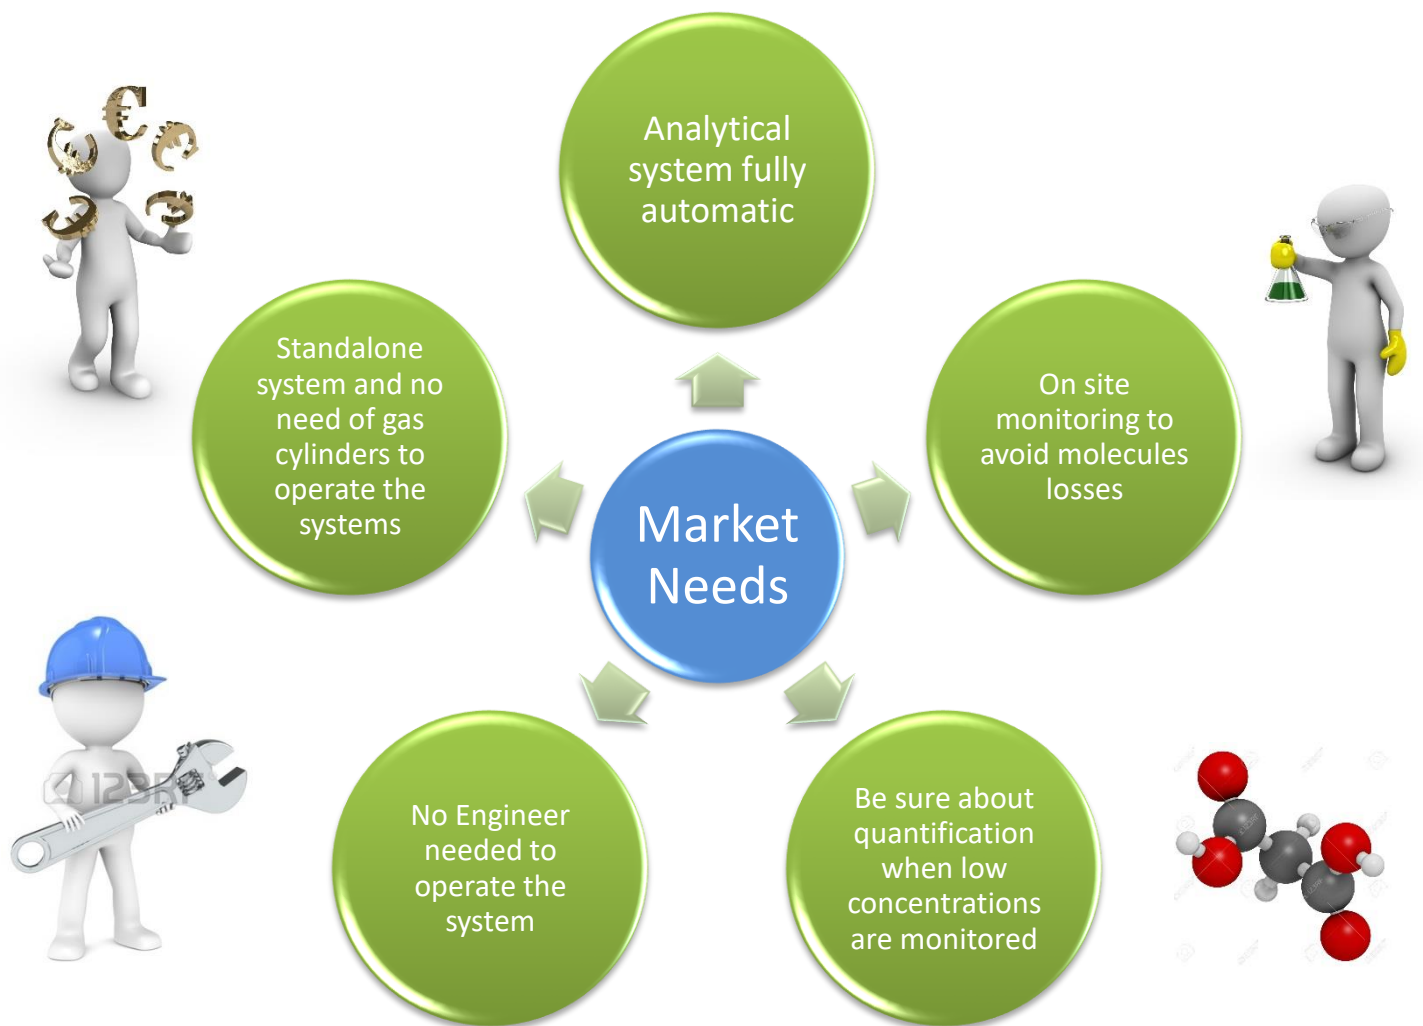 Analytical
system fully
automatic
On site
monitoring to
avoid molecules
losses
Be sure about
quantification
when low
concentrations
are monitored
No Engineer
needed to
operate the
system
Standalone
system and no
need of gas
cylinders to
operate the
systems
Market
Needs
€